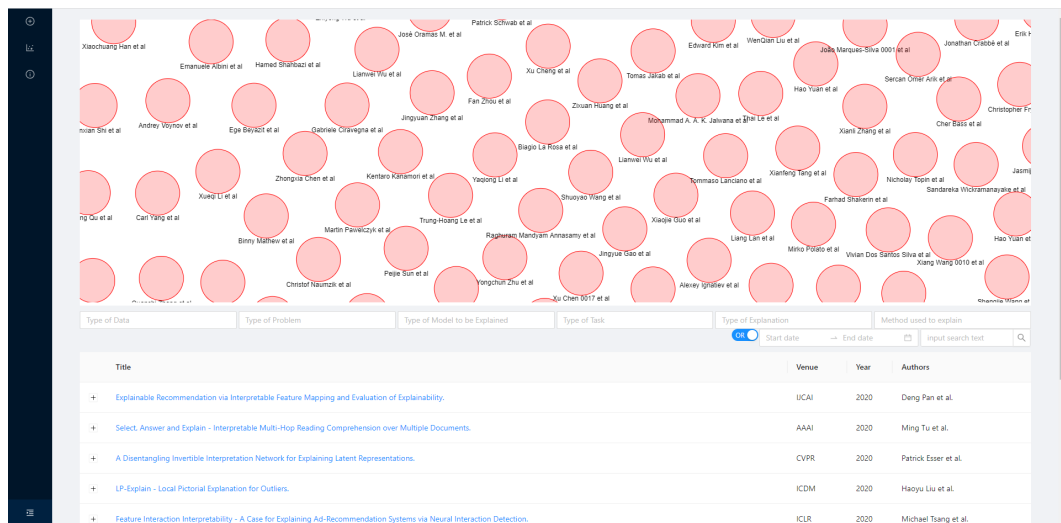 Patrick Schwab et al
José Oramas M. et al
Erik H
Xiaochuang Han et al
Edward Kim et al
WenQian Liu et al
João Marques-Silva 0001 et al
Jonathan Crabbé et al
Emanuele Albini et al
Hamed Shahbazi et al
Lianwei Wu et al
Xu Cheng et al
Tomas Jakab et al
Hao Yuan et al
Sercan Ömer Arik et al
Fan Zhou et al
Zixuan Huang et al
Christopher Fr
nxian Shi et al
Andrey Voynov et al
Ege Beyazit et al
Gabriele Ciravegna et al
Jingyuan Zhang et al
Mohammad A. A. K. Jalwana et al
Thai Le et al
Xianli Zhang et al
Cher Bass et al
Biagio La Rosa et al
Lianwei Wu et al
Zhongxia Chen et al
Kentaro Kanamori et al
Yaqiong Li et al
Tommaso Lanciano et al
Xianfeng Tang et al
Nicholay Topin et al
Jasmij
Xueqi Li et al
Shuoyao Wang et al
Farhad Shakerin et al
Sandareka Wickramanayake et al
ng Qu et al
Carl Yang et al
Trung-Hoang Le et al
Xiaojie Guo et al
Binny Mathew et al
Martin Pawelczyk et al
Raghuram Mandyam Annasamy et al
Liang Lan et al
Hao Yuan et
Jingyue Gao et al
Mirko Polato et al
Vivian Dos Santos Silva et al
Xiang Wang 0010 et al
Peijie Sun et al
Christof Naumzik et al
Yongchun Zhu et al
Alexey Ignatiev et al
Xu Chen 0017 et al
Shengjie Wang et
Type of Data
Type of Problem
Type of Model to be Explained
Type of Task
Type of Explanation
Method used to explain
OR
Start date → End date
input search text
Title Venue Year Authors
+ Explainable Recommendation via Interpretable Feature Mapping and Evaluation of Explainability. IJCAI 2020 Deng Pan et al.
+ Select, Answer and Explain - Interpretable Multi-Hop Reading Comprehension over Multiple Documents. AAAI 2020 Ming Tu et al.
+ A Disentangling Invertible Interpretation Network for Explaining Latent Representations. CVPR 2020 Patrick Esser et al.
+ LP-Explain - Local Pictorial Explanation for Outliers. ICDM 2020 Haoyu Liu et al.
+ Feature Interaction Interpretability - A Case for Explaining Ad-Recommendation Systems via Neural Interaction Detection. ICLR 2020 Michael Tsang et al.